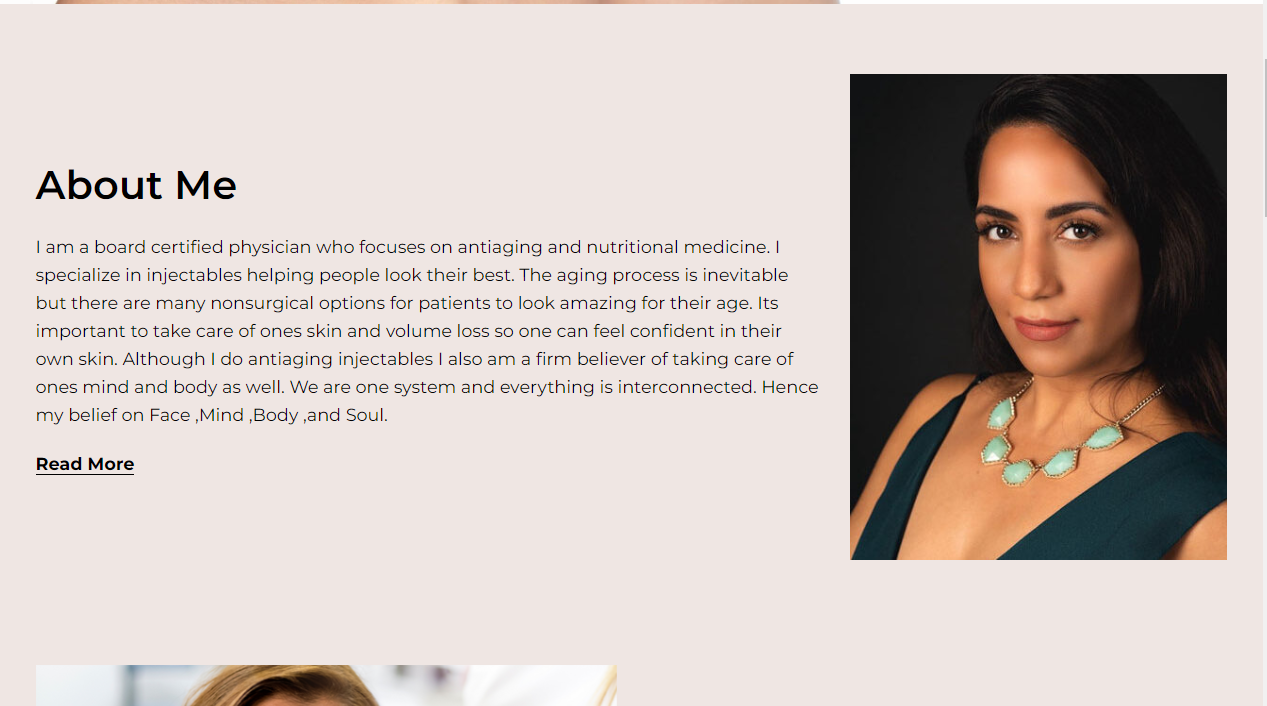 About Me
I am a board certified physician who focuses on antiaging and nutritional medicine. I
specialize in injectables helping people look their best. The aging process is inevitable
but there are many nonsurgical options for patients to look amazing for their age. Its
important to take care of ones skin and volume loss so one can feel confident in their
own skin. Although I do antiaging injectables I also am a firm believer of taking care of
ones mind and body as well. We are one system and everything is interconnected. Hence
my belief on Face ,Mind ,Body ,and Soul.
Read More